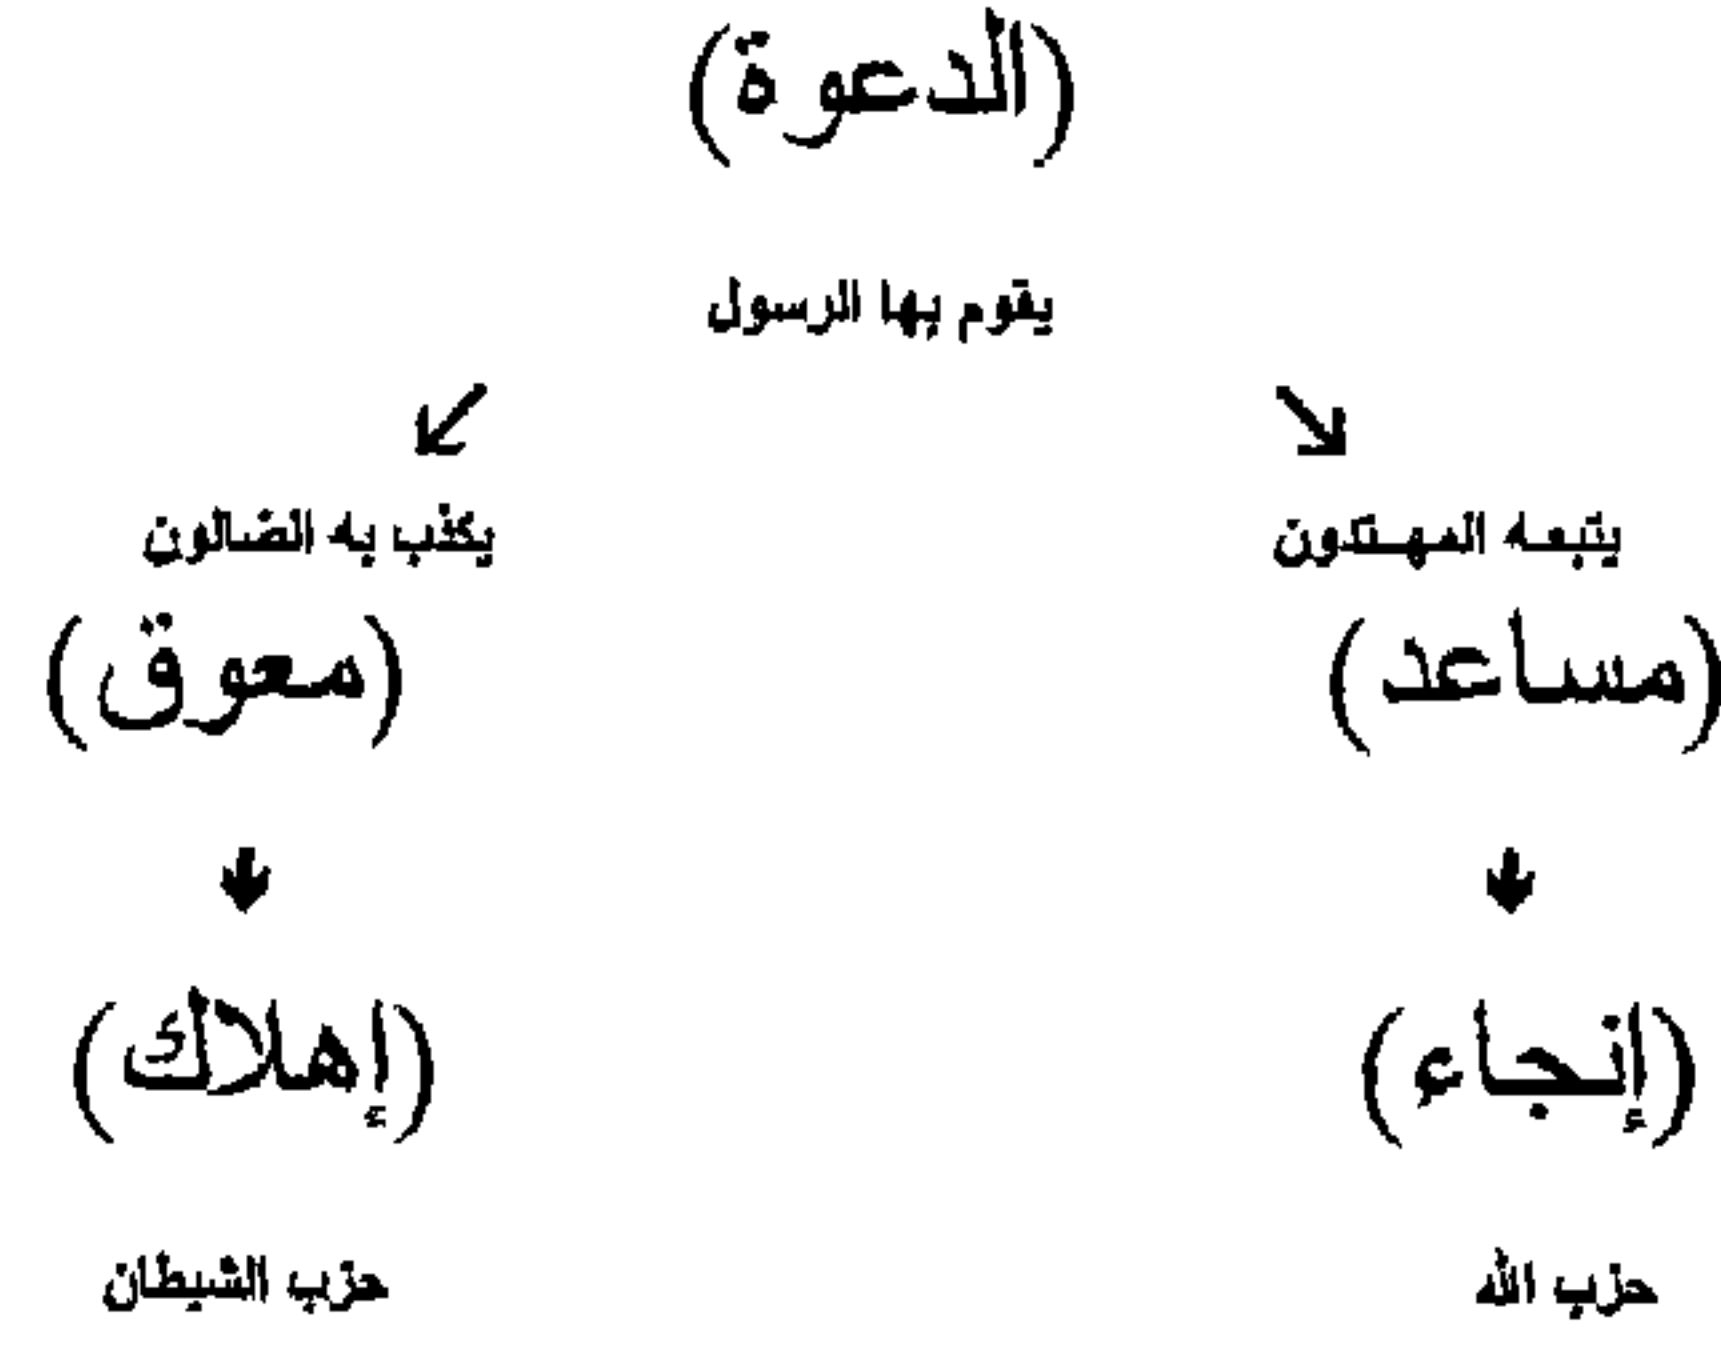 (الدعوة)
يقوم بها الرسول
يتبعه المهتدون
يكذب به الضالون
(مساعد)
(معوق)
(إنجاء)
(إهلاك)
حزب الله
حزب الشيطان